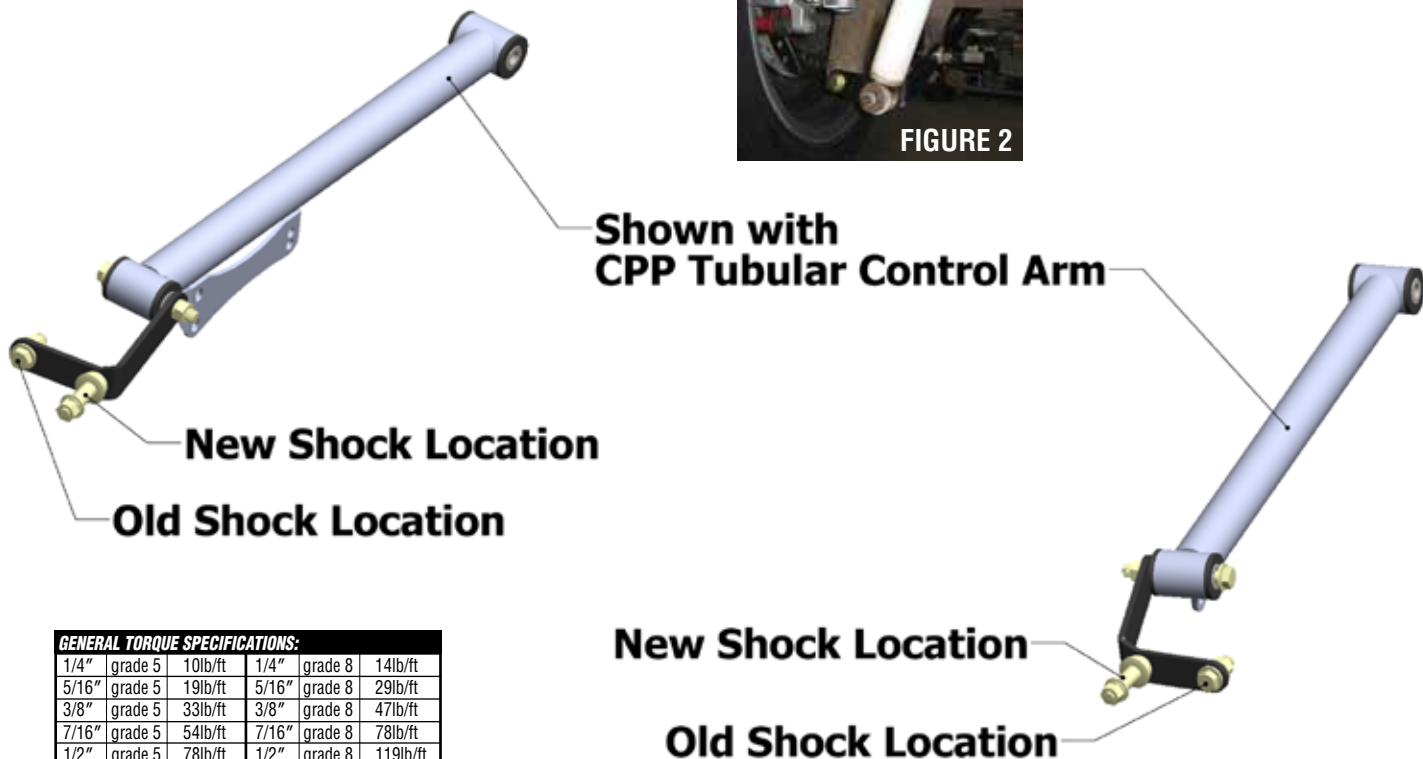 FIGURE 2
Shown with
CPP Tubular Control Arm
New Shock Location
Old Shock Location
New Shock Location
Old Shock Location
GENERAL TORQUE SPECIFICATIONS:
1/4" grade 5 10lb/ft 1/4" grade 8 14lb/ft
5/16" grade 5 19lb/ft 5/16" grade 8 29lb/ft
3/8" grade 5 33lb/ft 3/8" grade 8 47lb/ft
7/16" grade 5 54lb/ft 7/16" grade 8 78lb/ft
1/2" grade 5 78lb/ft 1/2" grade 8 119lb/ft